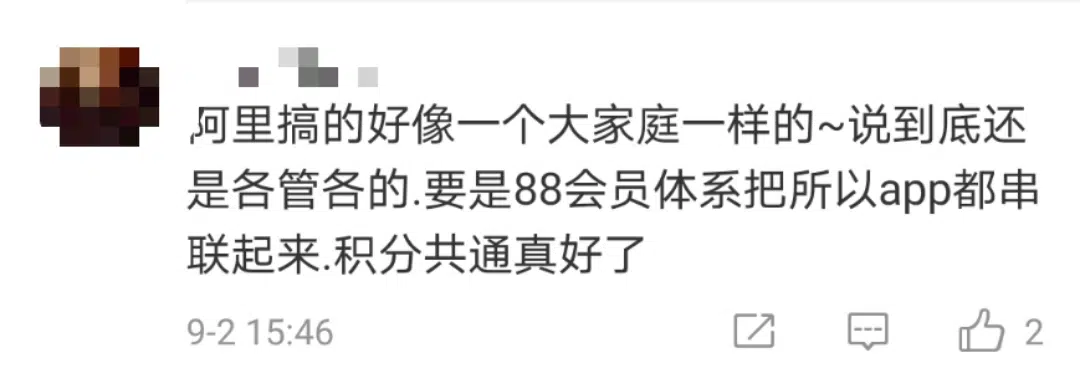 阿里搞的好像一个大家庭一样的~说到底还
是各管各的.要是88会员体系把所以app都串
联起来.积分共通真好了
9-2 15:46
2